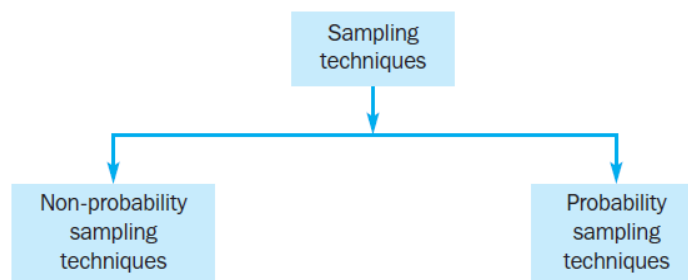 Sampling
techniques
Non-probability
sampling
techniques
Probability
sampling
techniques